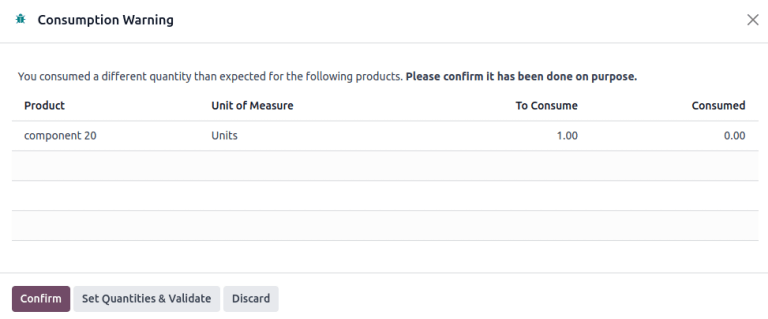 Consumption Warning
You consumed a different quantity than expected for the following products. Please confirm it has been done on purpose.
Product Unit of Measure To Consume Consumed
component 20 Units 1.00 0.00
Confirm Set Quantities & Validate Discard